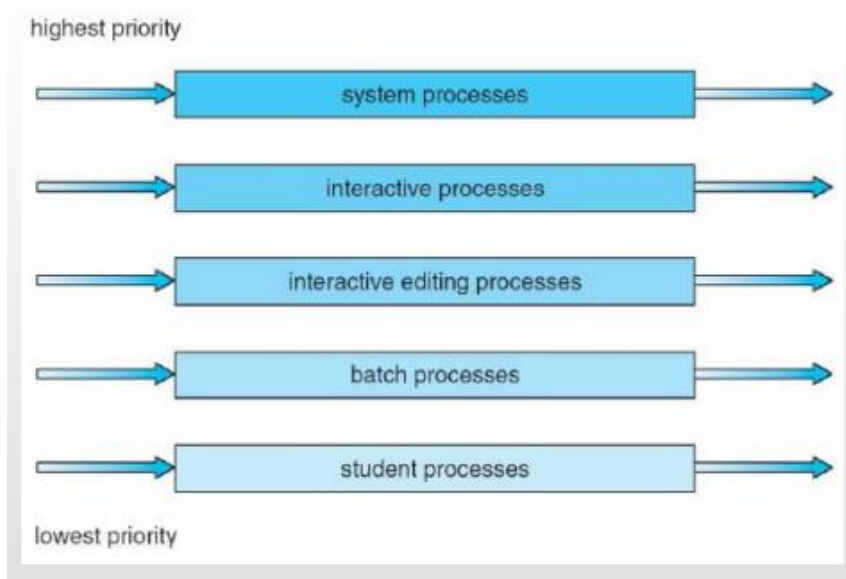 highest priority
system processes
interactive processes
interactive editing processes
batch processes
student processes
lowest priority